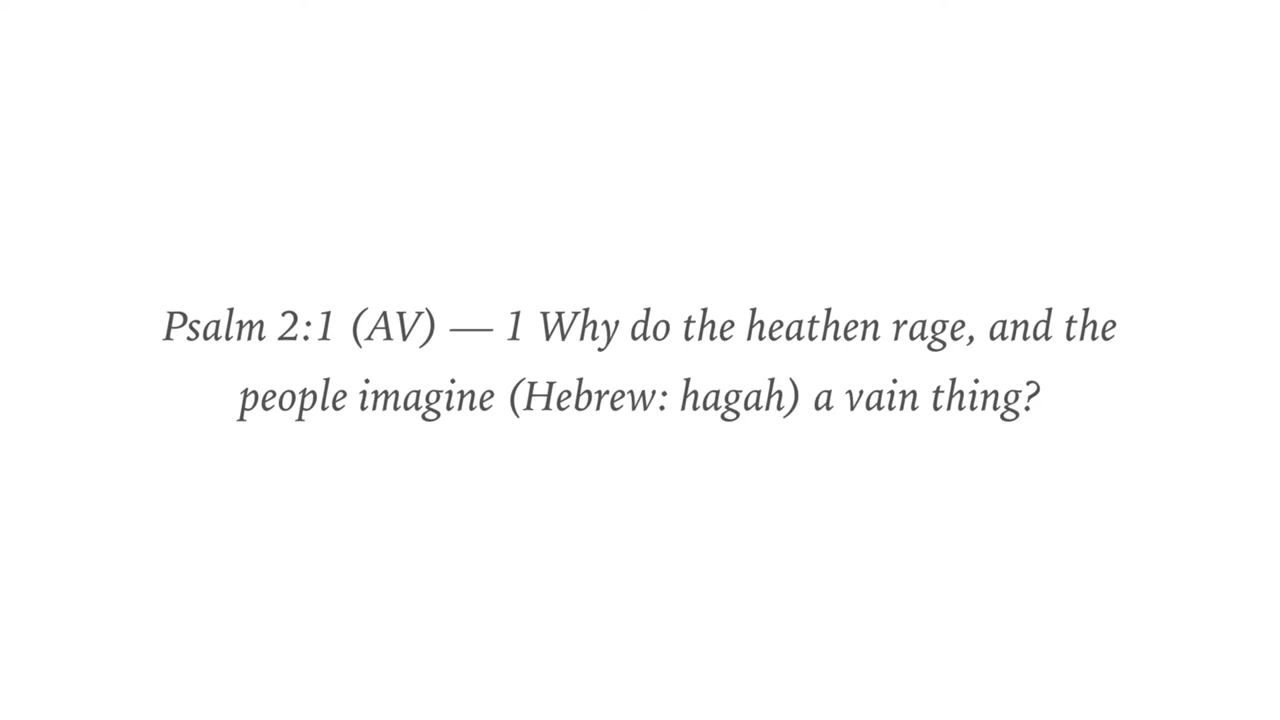 Psalm 2:1 (AV) — 1 Why do the heathen rage, and the
people imagine (Hebrew: hagah) a vain thing?